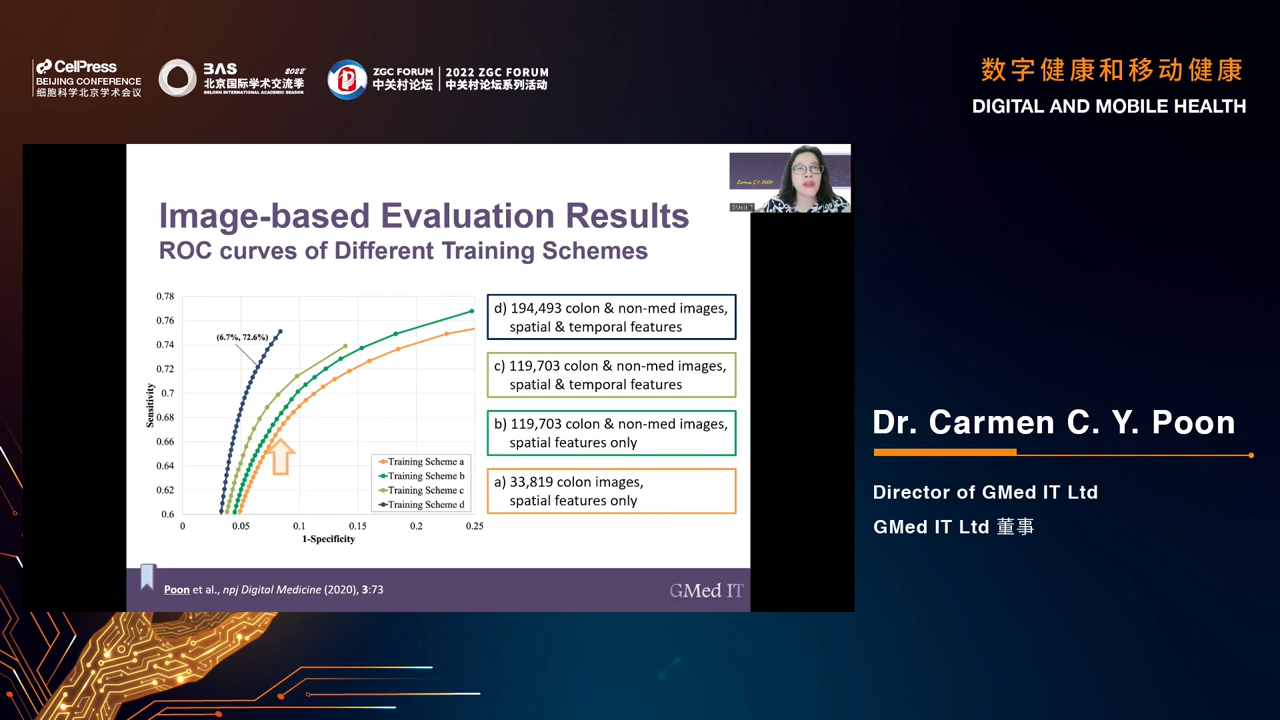 CelPress
BEIJING CONFERENCE
细胞科学北京学术会议
BAS 2022
北京国际学术交流季
BEIJING INTERNATIONAL ACADEMIC SEASON
ZGC FORUM
中关村论坛
2022 ZGC FORUM
中关村论坛系列活动
数字健康和移动健康
DIGITAL AND MOBILE HEALTH
Carmen C.Y. POON
GMed IT
Image-based Evaluation Results
ROC curves of Different Training Schemes
0.78
0.76
0.74
0.72
0.7
0.68
0.66
0.64
0.62
0.6
Sensitivity
(6.7%, 72.6%)
Training Scheme a
Training Scheme b
Training Scheme c
Training Scheme d
0 0.05 0.1 0.15 0.2 0.25
1-Specificity
d) 194,493 colon & non-med images,
spatial & temporal features
c) 119,703 colon & non-med images,
spatial & temporal features
b) 119,703 colon & non-med images,
spatial features only
a) 33,819 colon images,
spatial features only
Poon et al., npj Digital Medicine (2020), 3:73
GMed IT
Dr. Carmen C. Y. Poon
Director of GMed IT Ltd
GMed IT Ltd 董事